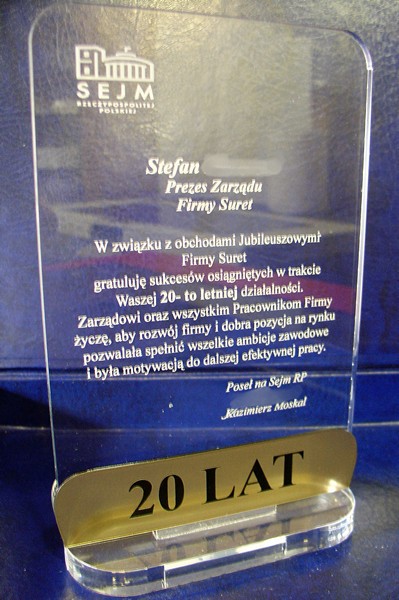 SEJM
RZECZYPOSPOLITEJ
POLSKIEJ
Stefan
Prezes Zarządu
Firmy Suret
W związku z obchodami Jubileuszowymi
Firmy Suret
gratuluję sukcesów osiągniętych w trakcie
Waszej 20- to letniej działalności.
Zarządowi oraz wszystkim Pracownikom Firmy
życzę, aby rozwój firmy i dobra pozycja na rynku
pozwalała spełnić wszelkie ambicje zawodowe
i była motywacją do dalszej efektywnej pracy.
Poseł na Sejm RP
Kazimierz Moskal
20 LAT